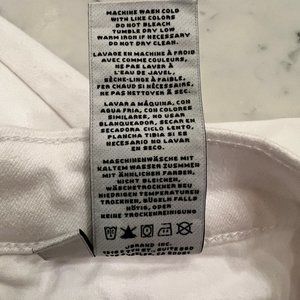 MACHINE WASH COLD
WITH LIKE COLORS
DO NOT BLEACH
TUMBLE DRY LOW
WARM IRON IF NECESSARY
DO NOT DRY CLEAN.
LAVAGE EN MACHINE À FROID
AVEC COMME COULEURS,
NE PAS LAVER À
L'EAU DE JAVEL,
SÈCHE-LINGE À FAIBLE,
FER CHAUD SI NÉCESSAIRE,
NE PAS NETTOYER À SEC.
LAVAR A MÁQUINA, CON
AGUA FRIA, CON COLORES
SIMILARES, NO USAR
BLANQUEADOR, SECAR EN
SECADORA CICLO LENTO,
PLANCHA TIBIA SI ES
NECESARIO NO LAVAR
EN SECO.
MASCHINENWÄSCHE MIT
KALTEM WASSER ZUSAMMEN
MIT ÄHNLICHEN FARBEN,
NICHT BLEICHEN,
WÄSCHETROCKNER BEI
NIEDRIGEN TEMPERATUREN
TROCKNEN, BÜGELN FALLS
NÖTIG, ODER
KEINE TROCKENREINIGUNG
JBRAND INC.